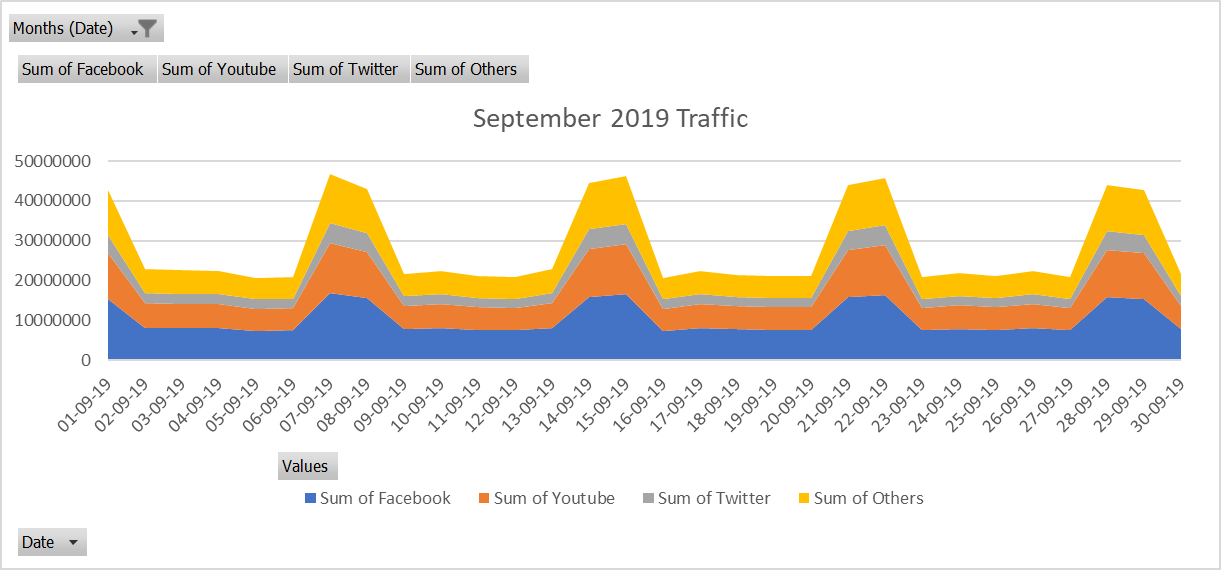 Months (Date)
Sum of Facebook Sum of Youtube Sum of Twitter Sum of Others
September 2019 Traffic
50000000
40000000
30000000
20000000
10000000
0
01-09-19 02-09-19 03-09-19 04-09-19 05-09-19 06-09-19 07-09-19 08-09-19 09-09-19 10-09-19 11-09-19 12-09-19 13-09-19 14-09-19 15-09-19 16-09-19 17-09-19 18-09-19 19-09-19 20-09-19 21-09-19 22-09-19 23-09-19 24-09-19 25-09-19 26-09-19 27-09-19 28-09-19 29-09-19 30-09-19
Values
Sum of Facebook Sum of Youtube Sum of Twitter Sum of Others
Date